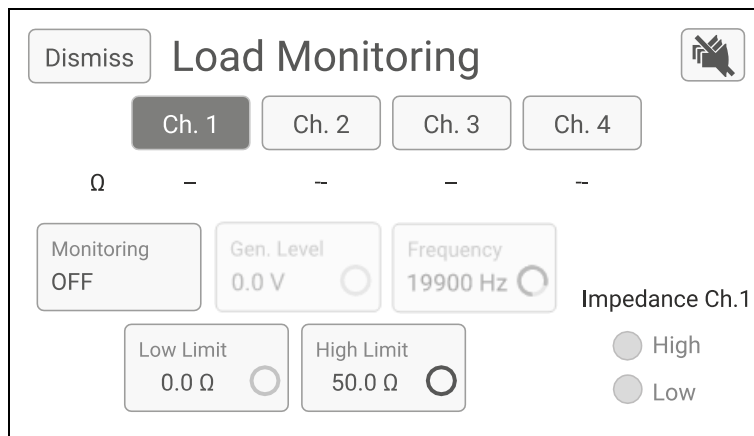 Dismiss Load Monitoring
Ch. 1 Ch. 2 Ch. 3 Ch. 4
Ω – -- – --
Monitoring Gen. Level Frequency
OFF 0.0 V 19900 Hz
Impedance Ch.1
Low Limit High Limit High
0.0 Ω 50.0 Ω Low